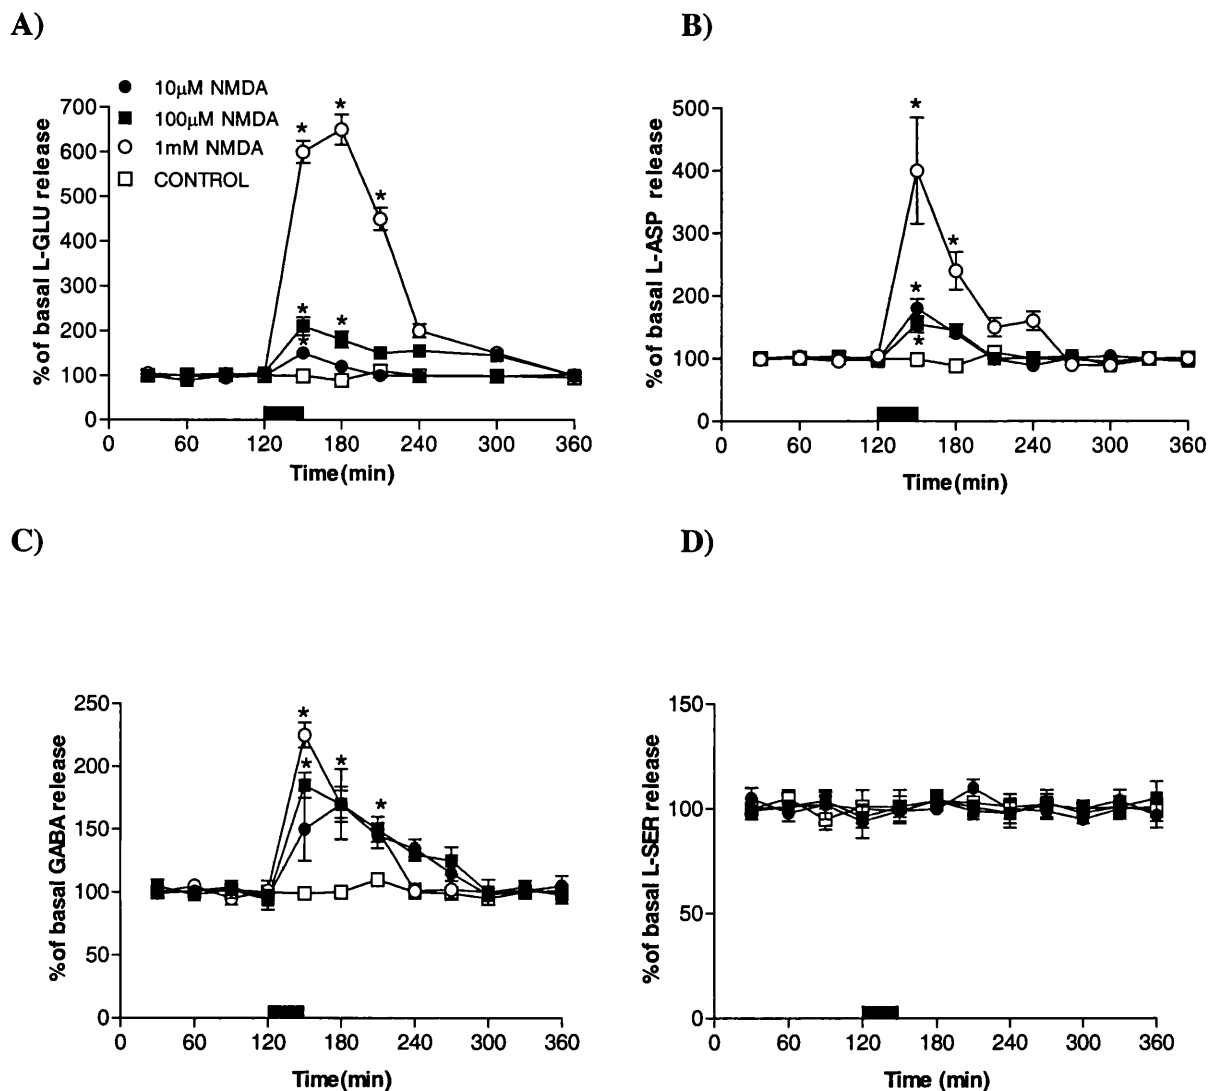 A)
10μM NMDA
100μM NMDA
1mM NMDA
CONTROL
% of basal L-GLU release
700
600
500
400
300
200
100
0
* * * * * *
0 60 120 180 240 300 360
Time(min)
B)
% of basal L-ASP release
500
400
300
200
100
0
* * * *
0 60 120 180 240 300 360
Time(min)
C)
%of basal GABA release
250
200
150
100
50
0
* * * *
0 60 120 180 240 300 360
Time(min)
D)
%of basal L-SER release
150
100
50
0
0 60 120 180 240 300 360
Time (min)